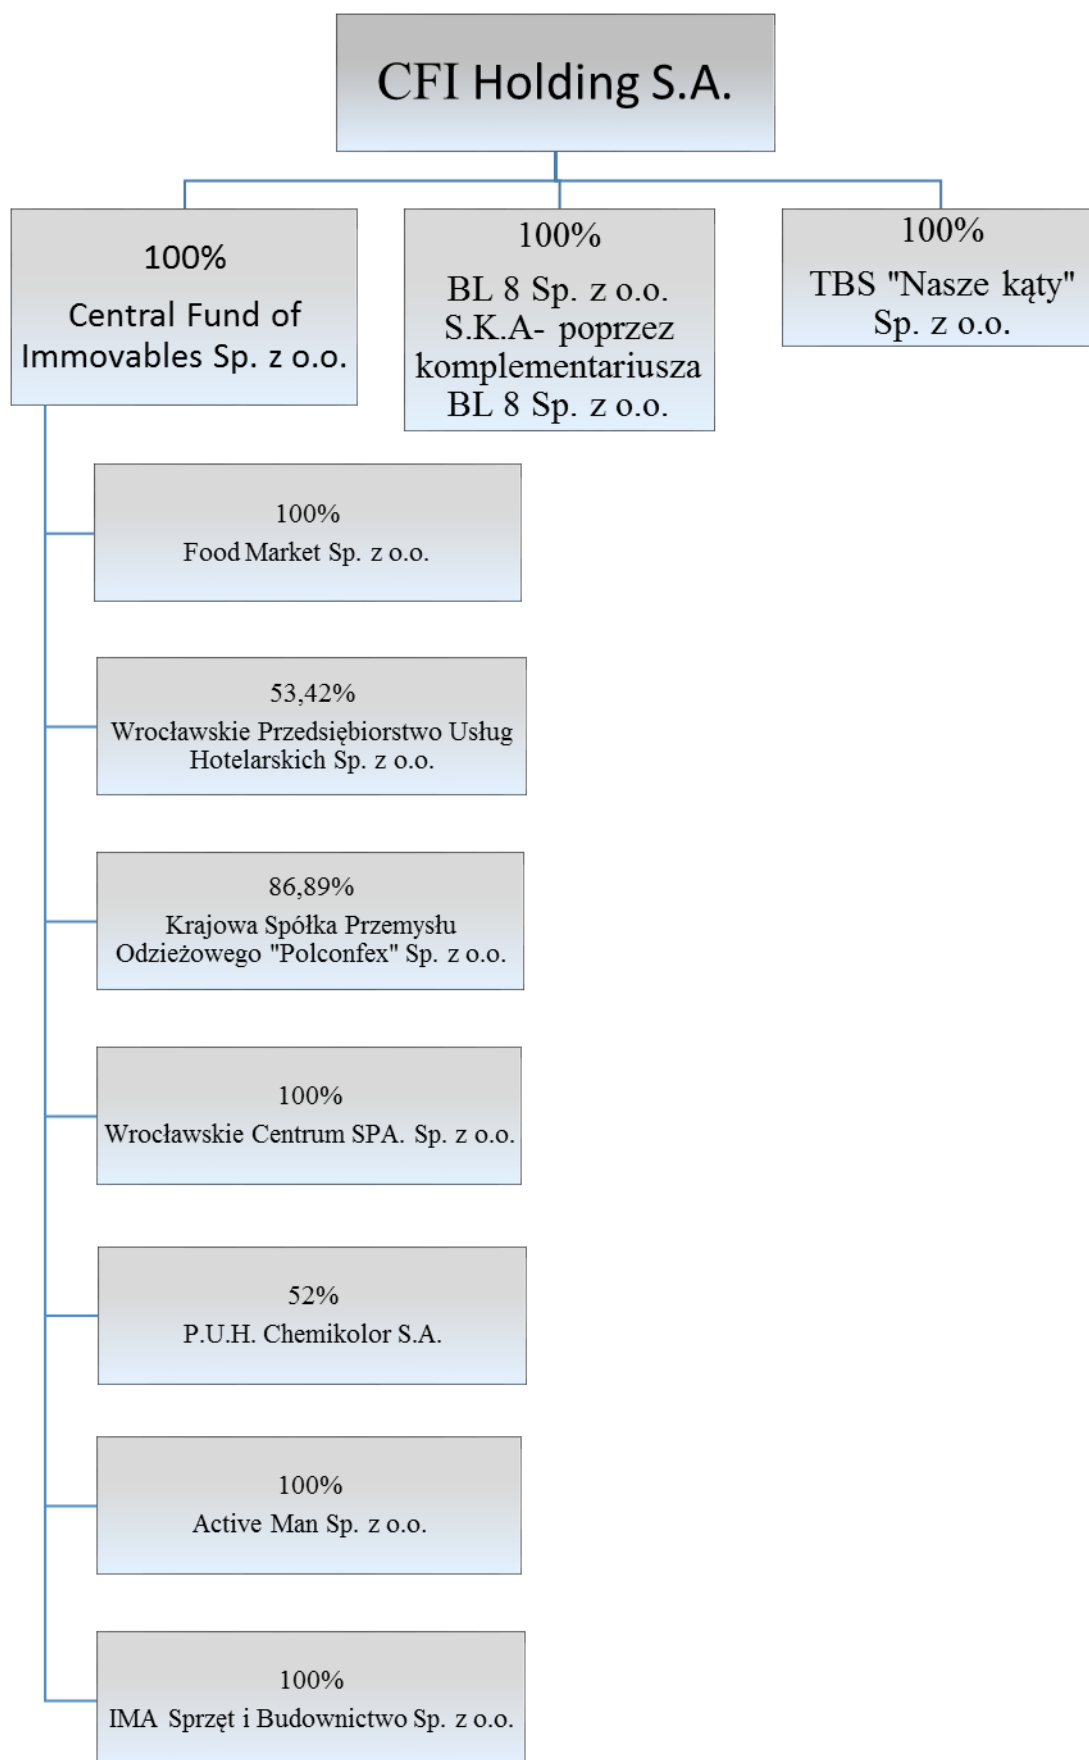 CFI Holding S.A.
100%
Central Fund of
Immovables Sp. z o.o.
100%
BL 8 Sp. z o.o.
S.K.A- poprzez
komplementariusza
BL 8 Sp. z o.o.
100%
TBS "Nasze kąty"
Sp. z o.o.
100%
Food Market Sp. z o.o.
53,42%
Wrocławskie Przedsiębiorstwo Usług
Hotelarskich Sp. z o.o.
86,89%
Krajowa Spółka Przemysłu
Odzieżowego "Polconfex" Sp. z o.o.
100%
Wrocławskie Centrum SPA. Sp. z o.o.
52%
P.U.H. Chemikolor S.A.
100%
Active Man Sp. z o.o.
100%
IMA Sprzęt i Budownictwo Sp. z o.o.